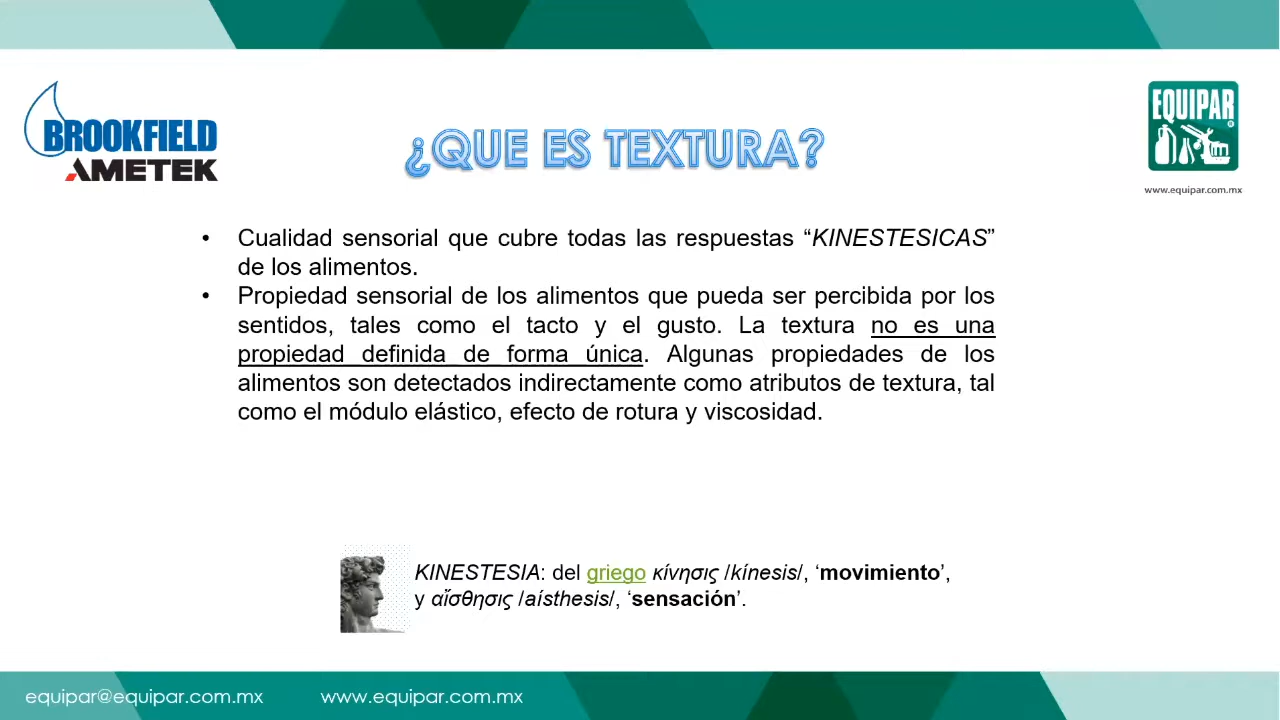 BROOKFIELD
AMETEK
¿QUE ES TEXTURA?
EQUIPAR
®
www.equipar.com.mx
• Cualidad sensorial que cubre todas las respuestas “KINESTESICAS”
de los alimentos.
• Propiedad sensorial de los alimentos que pueda ser percibida por los
sentidos, tales como el tacto y el gusto. La textura no es una
propiedad definida de forma única. Algunas propiedades de los
alimentos son detectados indirectamente como atributos de textura, tal
como el módulo elástico, efecto de rotura y viscosidad.
KINESTESIA: del griego κίνησις /kínesis/, ‘movimiento’,
y αἴσθησις /aísthesis/, ‘sensación’.
equipar@equipar.com.mx www.equipar.com.mx